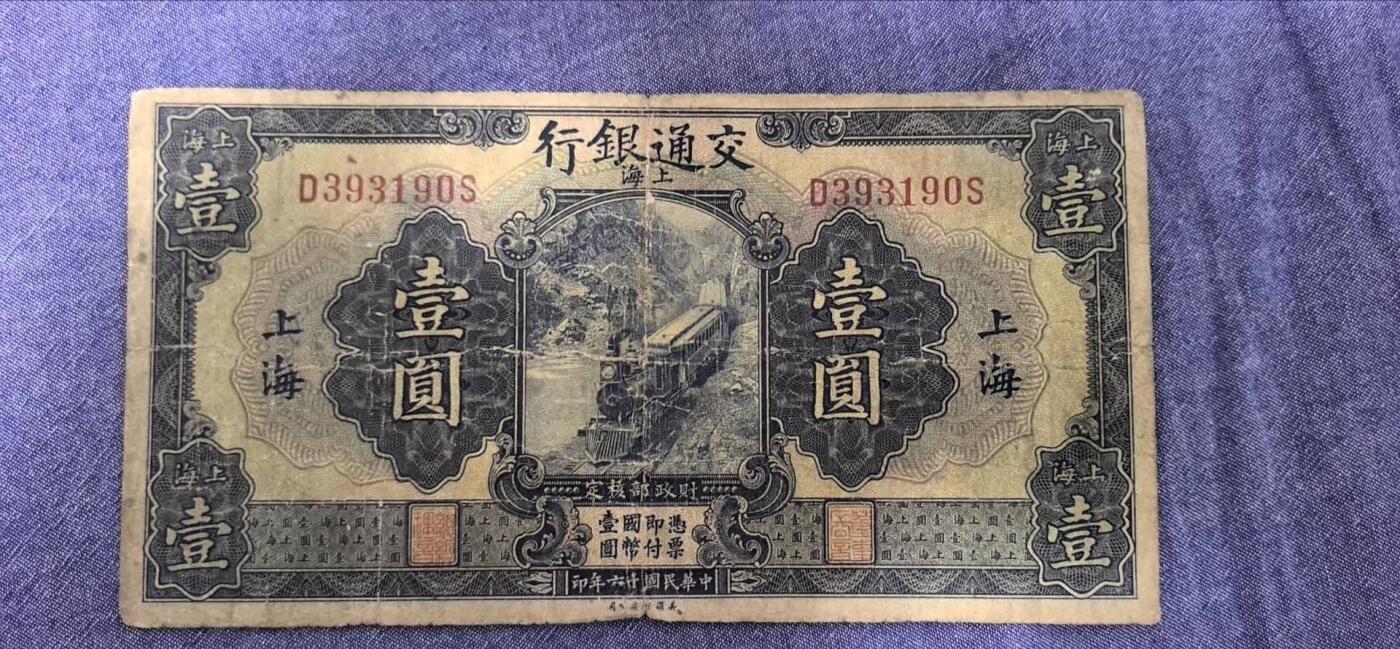 交通銀行
上海
上海
壹
上海
壹
D393190S
D393190S
壹圓
壹圓
上海
上海
財政部核定
憑票
即付
國幣
壹圓
上海
壹
上海
壹
中華民國十六年印